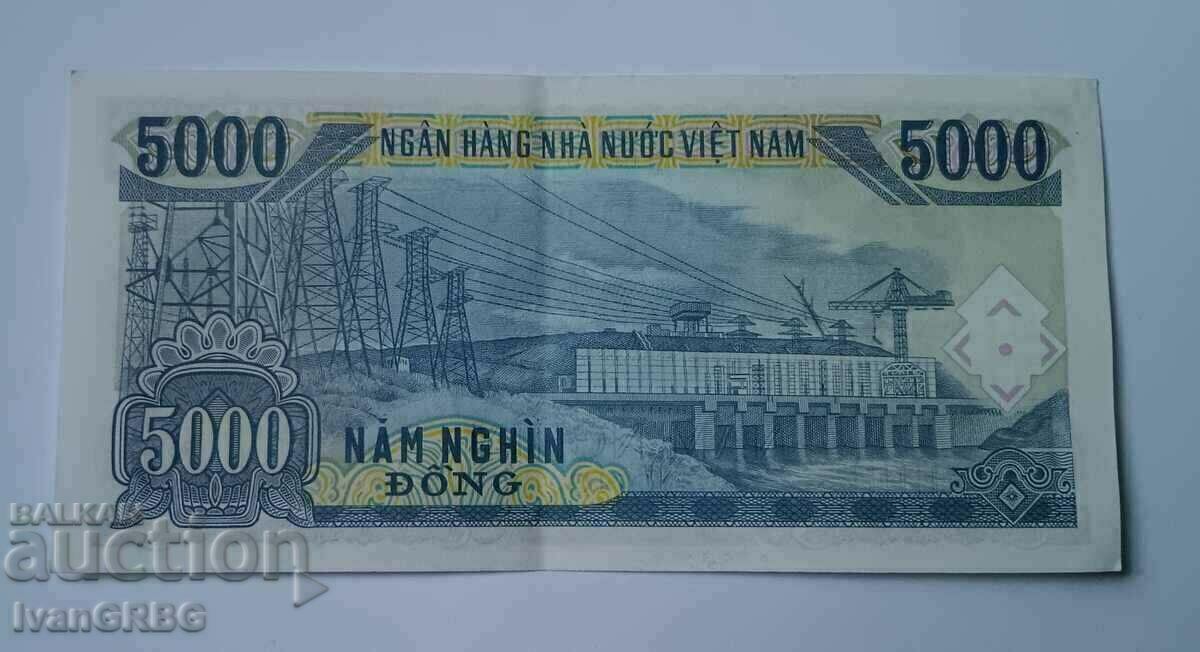 5000 NGÂN HÀNG NHÀ NƯỚC VIỆT NAM 5000
5000
NĂM NGHÌN
ĐỒNG
BALKAN
auction
IvanGRBG